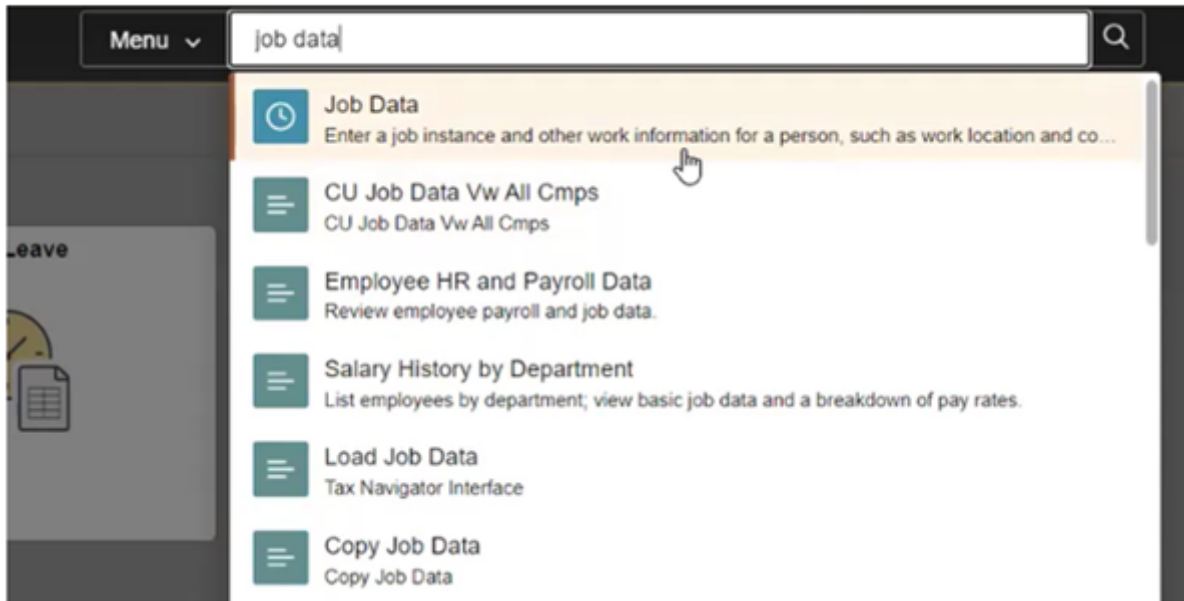 Menu
job data
Job Data
Enter a job instance and other work information for a person, such as work location and co...
CU Job Data Vw All Cmps
CU Job Data Vw All Cmps
Leave
Employee HR and Payroll Data
Review employee payroll and job data.
Salary History by Department
List employees by department; view basic job data and a breakdown of pay rates.
Load Job Data
Tax Navigator Interface
Copy Job Data
Copy Job Data